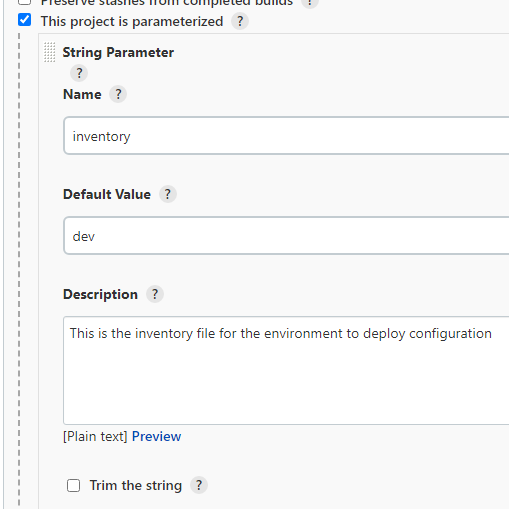 Preserve stashes from completed builds ?
This project is parameterized ?
String Parameter
?
Name ?
inventory
Default Value ?
dev
Description ?
This is the inventory file for the environment to deploy configuration
[Plain text] Preview
Trim the string ?